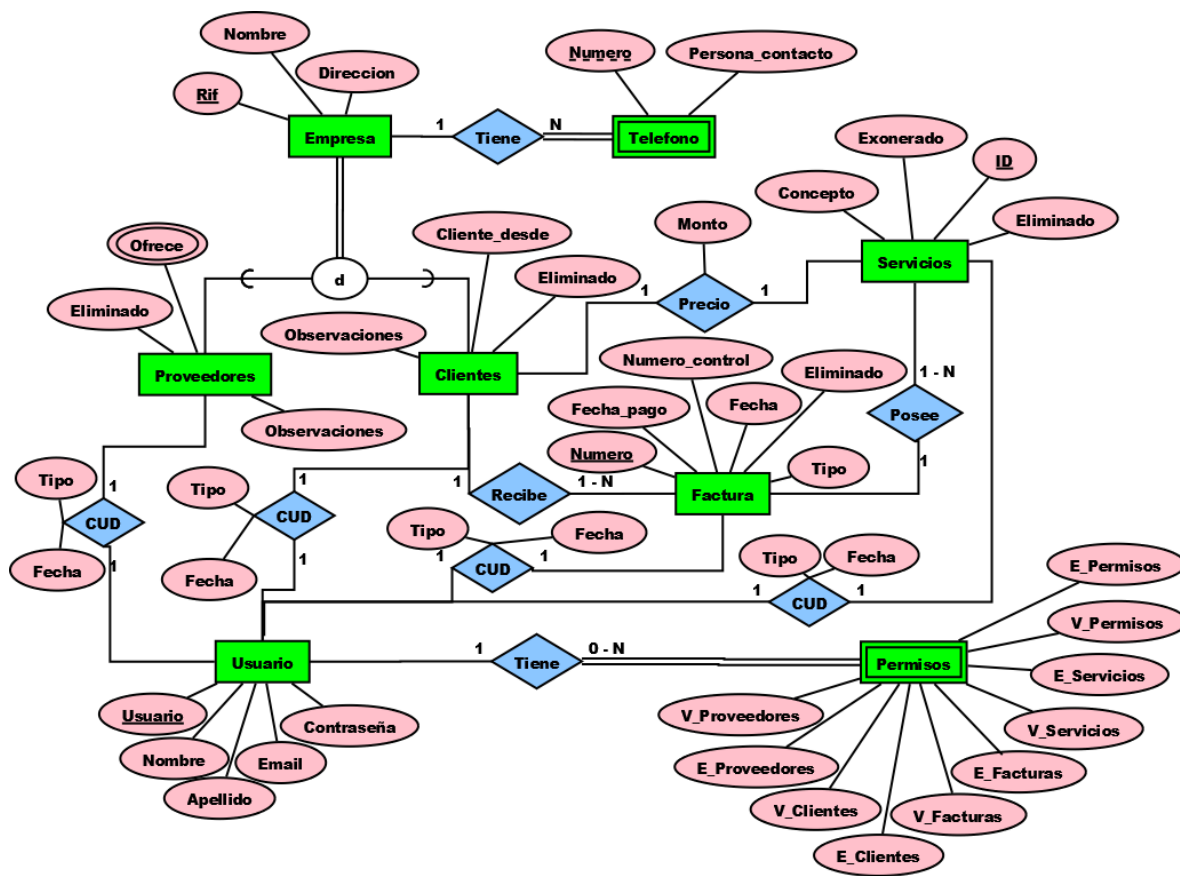 Nombre
Numero
Persona_contacto
Direccion
Rif
Empresa
1
Tiene
N
Telefono
Exonerado
ID
Concepto
Eliminado
Monto
Servicios
Cliente_desde
Ofrece
Eliminado
d
Eliminado
1
Precio
1
Observaciones
Proveedores
Clientes
Numero_control
Eliminado
1 - N
Fecha_pago
Fecha
Posee
Observaciones
Numero
Tipo
1
Tipo
Tipo
1
1
1
Recibe
1 - N
Factura
CUD
CUD
Tipo
Fecha
1
1
1
CUD
1
Tipo
Fecha
Fecha
Fecha
1
CUD
1
E_Permisos
V_Permisos
Usuario
1
Tiene
0 - N
Permisos
E_Servicios
Usuario
Contraseña
V_Proveedores
V_Servicios
Nombre
Email
E_Proveedores
E_Facturas
Apellido
V_Clientes
V_Facturas
E_Clientes